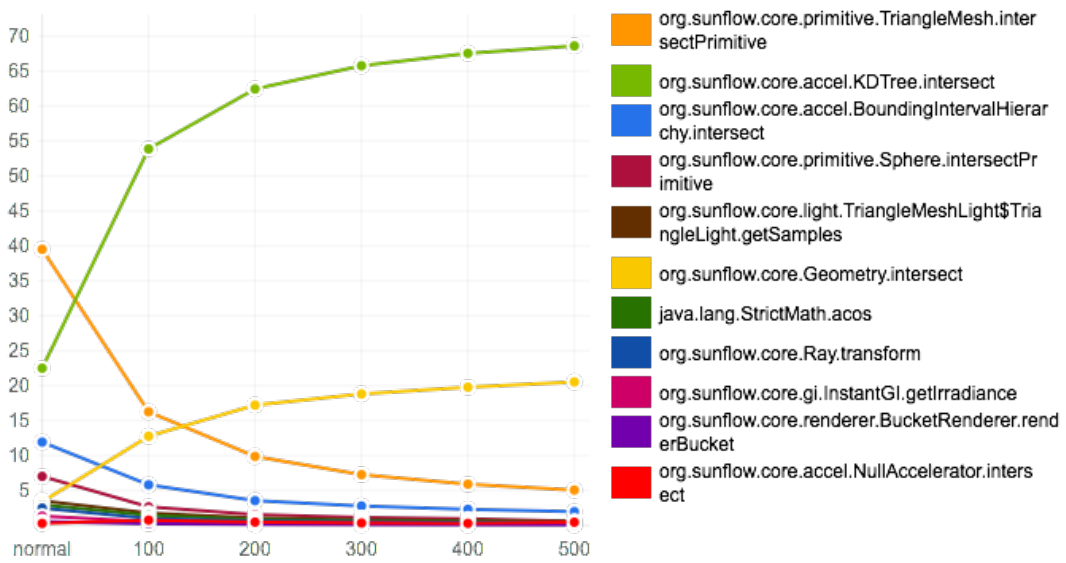 70
65
60
55
50
45
40
35
30
25
20
15
10
5
normal 100 200 300 400 500
org.sunflow.core.primitive.TriangleMesh.inter
sectPrimitive
org.sunflow.core.accel.KDTree.intersect
org.sunflow.core.accel.BoundingIntervalHierar
chy.intersect
org.sunflow.core.primitive.Sphere.intersectPr
imitive
org.sunflow.core.light.TriangleMeshLight$Tria
ngleLight.getSamples
org.sunflow.core.Geometry.intersect
java.lang.StrictMath.acos
org.sunflow.core.Ray.transform
org.sunflow.core.gi.InstantGI.getIrradiance
org.sunflow.core.renderer.BucketRenderer.rend
erBucket
org.sunflow.core.accel.NullAccelerator.inters
ect